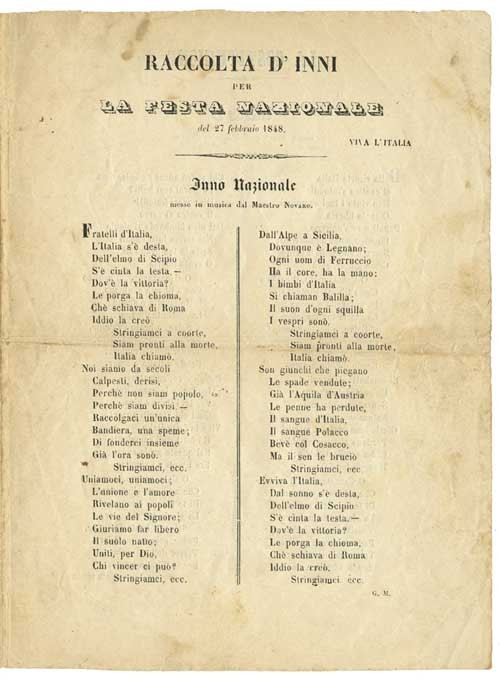 RACCOLTA D' INNI
PER
LA FESTA NAZIONALE
del 27 febbraio 1848.
VIVA L'ITALIA
Inno Nazionale
messo in musica dal Maestro NOVARO.
Fratelli d'Italia,
L'Italia s'è desta,
Dell'elmo di Scipio
S'è cinta la testa.—
Dov'è la vittoria?
Le porga la chioma,
Chè schiava di Roma
Iddio la creò
Stringiamci a coorte,
Siam pronti alla morte,
Italia chiamò.
Noi siamo da secoli
Calpesti, derisi,
Perchè non siam popolo,
Perchè siam divisi —
Raccolgaci un'unica
Bandiera, una speme;
Di fonderci insieme
Già l'ora sonò.
Stringiamci, ecc.
Uniamoci, uniamoci;
L'unione e l'amore
Rivelano ai popoli
Le vie del Signore;
Giuriamo far libero
Il suolo natio;
Uniti, per Dio,
Chi vincer ci può?
Stringiamci, ecc.
Dall'Alpe a Sicilia,
Dovunque è Legnano;
Ogni uom di Ferruccio
Ha il core, ha la mano;
I bimbi d'Italia
Si chiaman Balilla;
Il suon d'ogni squilla
I vespri sonò.
Stringiamci a coorte,
Siam pronti alla morte,
Italia chiamò.
Son giunchi che piegano
Le spade vendute;
Già l'Aquila d'Austria
Le penne ha perdute,
Il sangue d'Italia,
Il sangue Polacco
Bevè col Cosacco,
Ma il sen le bruciò
Stringiamci, ecc.
Evviva l'Italia,
Dal sonno s'è desta,
Dell'elmo di Scipio
S'è cinta la testa.—
Dov'è la vittoria?
Le porga la chioma,
Chè schiava di Roma
Iddio la creò.
Stringiamci ecc.
G. M.